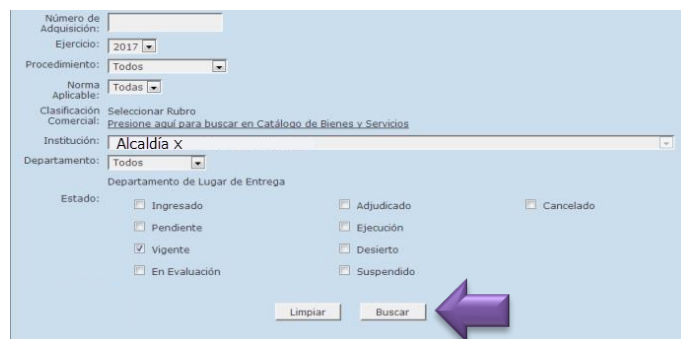 Número de
Adquisición:
Ejercicio: 2017
Procedimiento: Todos
Norma
Aplicable: Todas
Clasificación Seleccionar Rubro
Comercial: Presione aquí para buscar en Catálogo de Bienes y Servicios
Institución: Alcaldía x
Departamento: Todos
Departamento de Lugar de Entrega
Estado:
Ingresado Adjudicado Cancelado
Pendiente Ejecución
Vigente Desierto
En Evaluación Suspendido
Limpiar Buscar